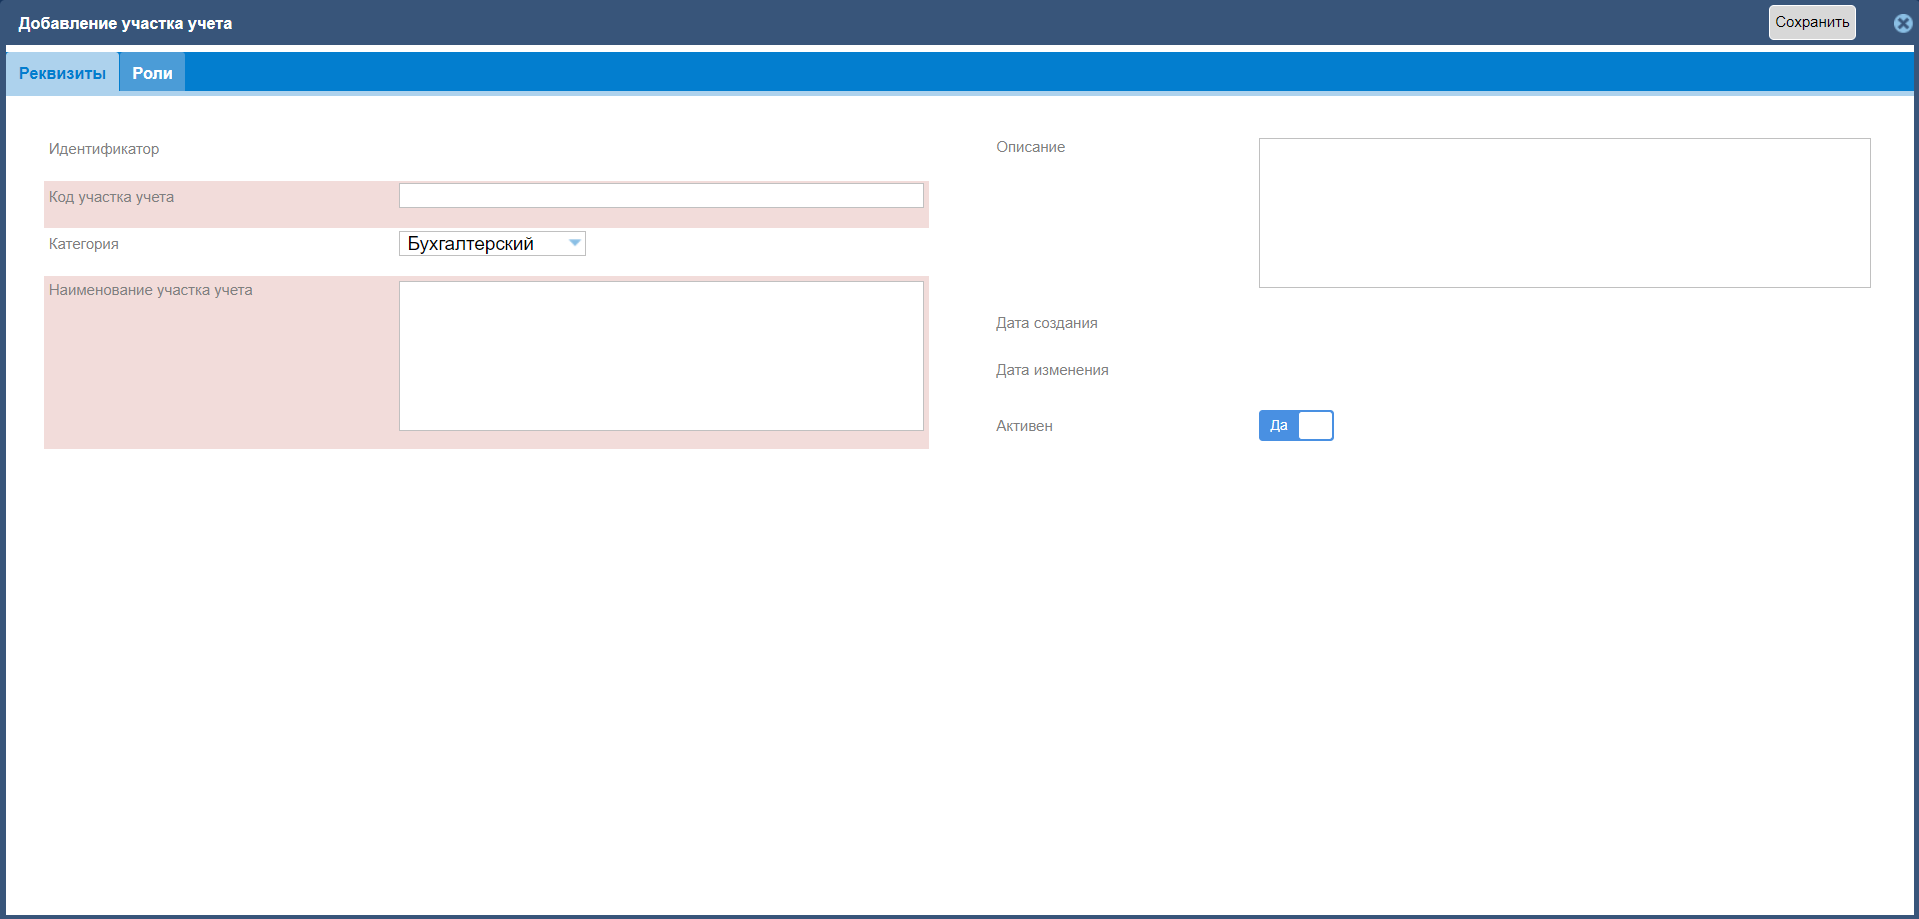 Добавление участка учета
Сохранить
Реквизиты
Роли
Идентификатор
Код участка учета
Категория
Бухгалтерский
Наименование участка учета
Описание
Дата создания
Дата изменения
Активен
Да